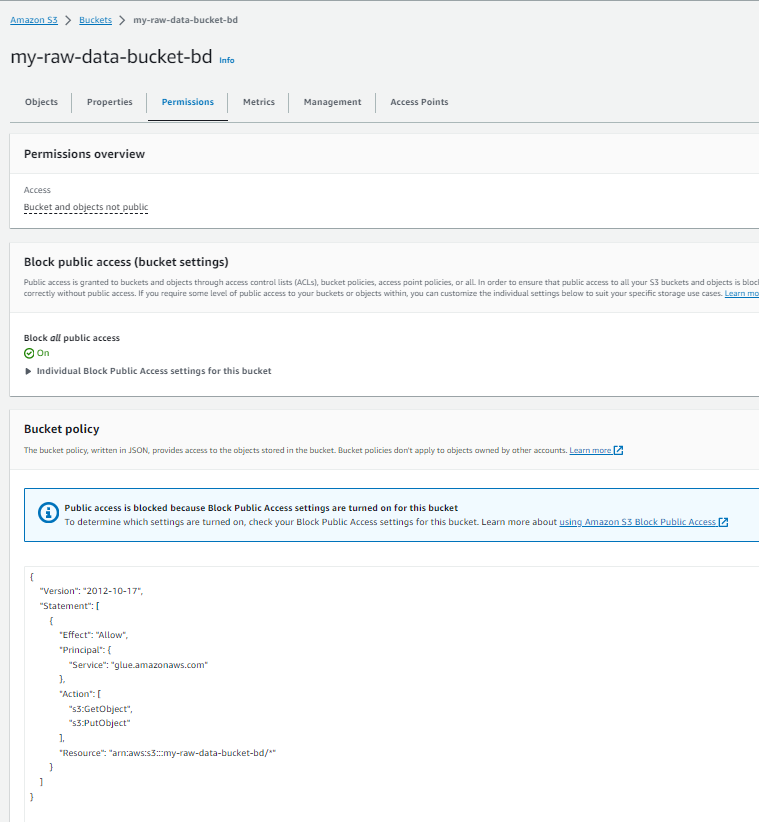 Amazon S3 > Buckets > my-raw-data-bucket-bd
my-raw-data-bucket-bd Info
Objects Properties Permissions Metrics Management Access Points
Permissions overview
Access
Bucket and objects not public
Block public access (bucket settings)
Public access is granted to buckets and objects through access control lists (ACLs), bucket policies, access point policies, or all. In order to ensure that public access to all your S3 buckets and objects is bloc
correctly without public access. If you require some level of public access to your buckets or objects within, you can customize the individual settings below to suit your specific storage use cases. Learn mo
Block all public access
On
Individual Block Public Access settings for this bucket
Bucket policy
The bucket policy, written in JSON, provides access to the objects stored in the bucket. Bucket policies don't apply to objects owned by other accounts. Learn more
Public access is blocked because Block Public Access settings are turned on for this bucket
To determine which settings are turned on, check your Block Public Access settings for this bucket. Learn more about using Amazon S3 Block Public Access
{
"Version": "2012-10-17",
"Statement": [
{
"Effect": "Allow",
"Principal": {
"Service": "glue.amazonaws.com"
},
"Action": [
"s3:GetObject",
"s3:PutObject"
],
"Resource": "arn:aws:s3:::my-raw-data-bucket-bd/*"
}
]
}